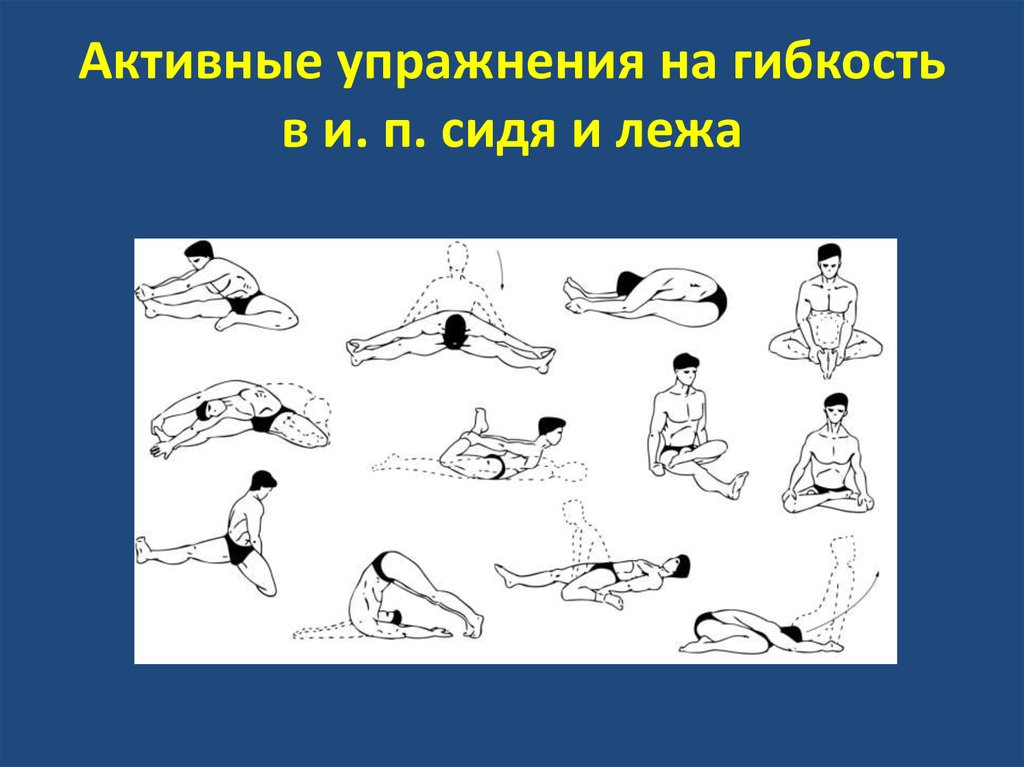 Активные упражнения на гибкость
в и. п. сидя и лежа